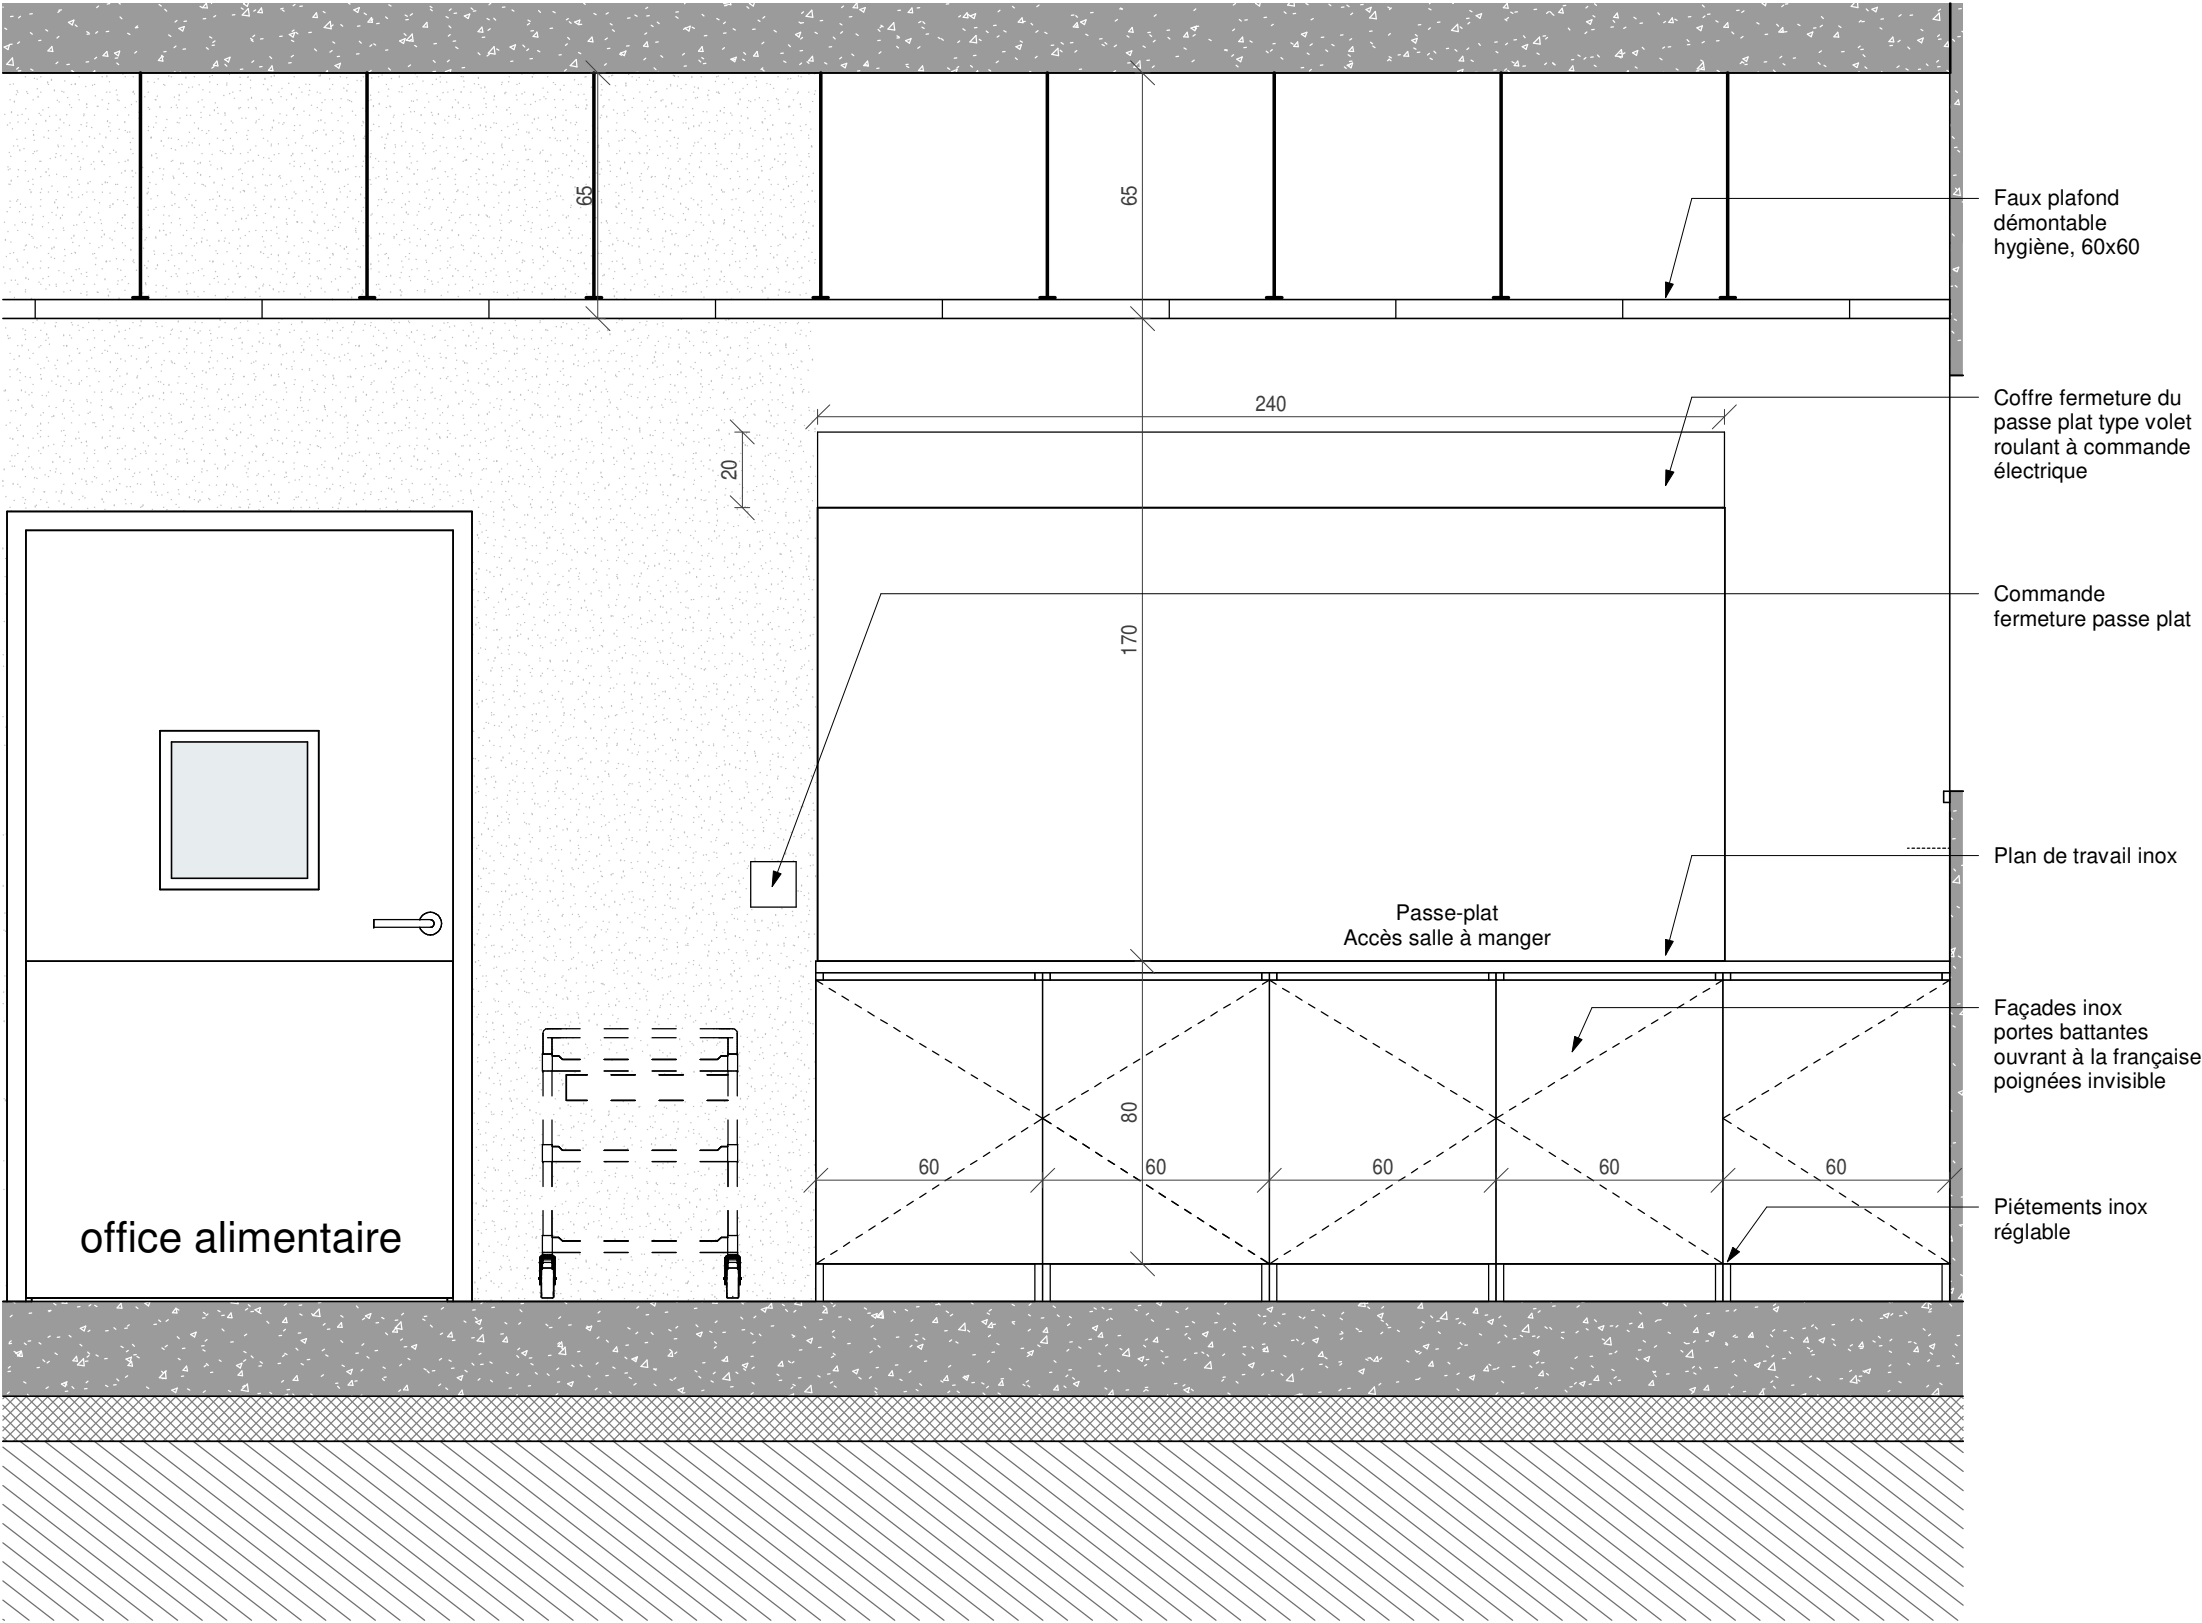 65
65
Faux plafond
démontable
hygiène, 60x60
240
20
Coffre fermeture du
passe plat type volet
roulant à commande
électrique
Commande
fermeture passe plat
170
Plan de travail inox
Passe-plat
Accès salle à manger
Façades inox
portes battantes
ouvrant à la française
poignées invisible
80
60
60
60
60
60
Piétements inox
réglable
office alimentaire